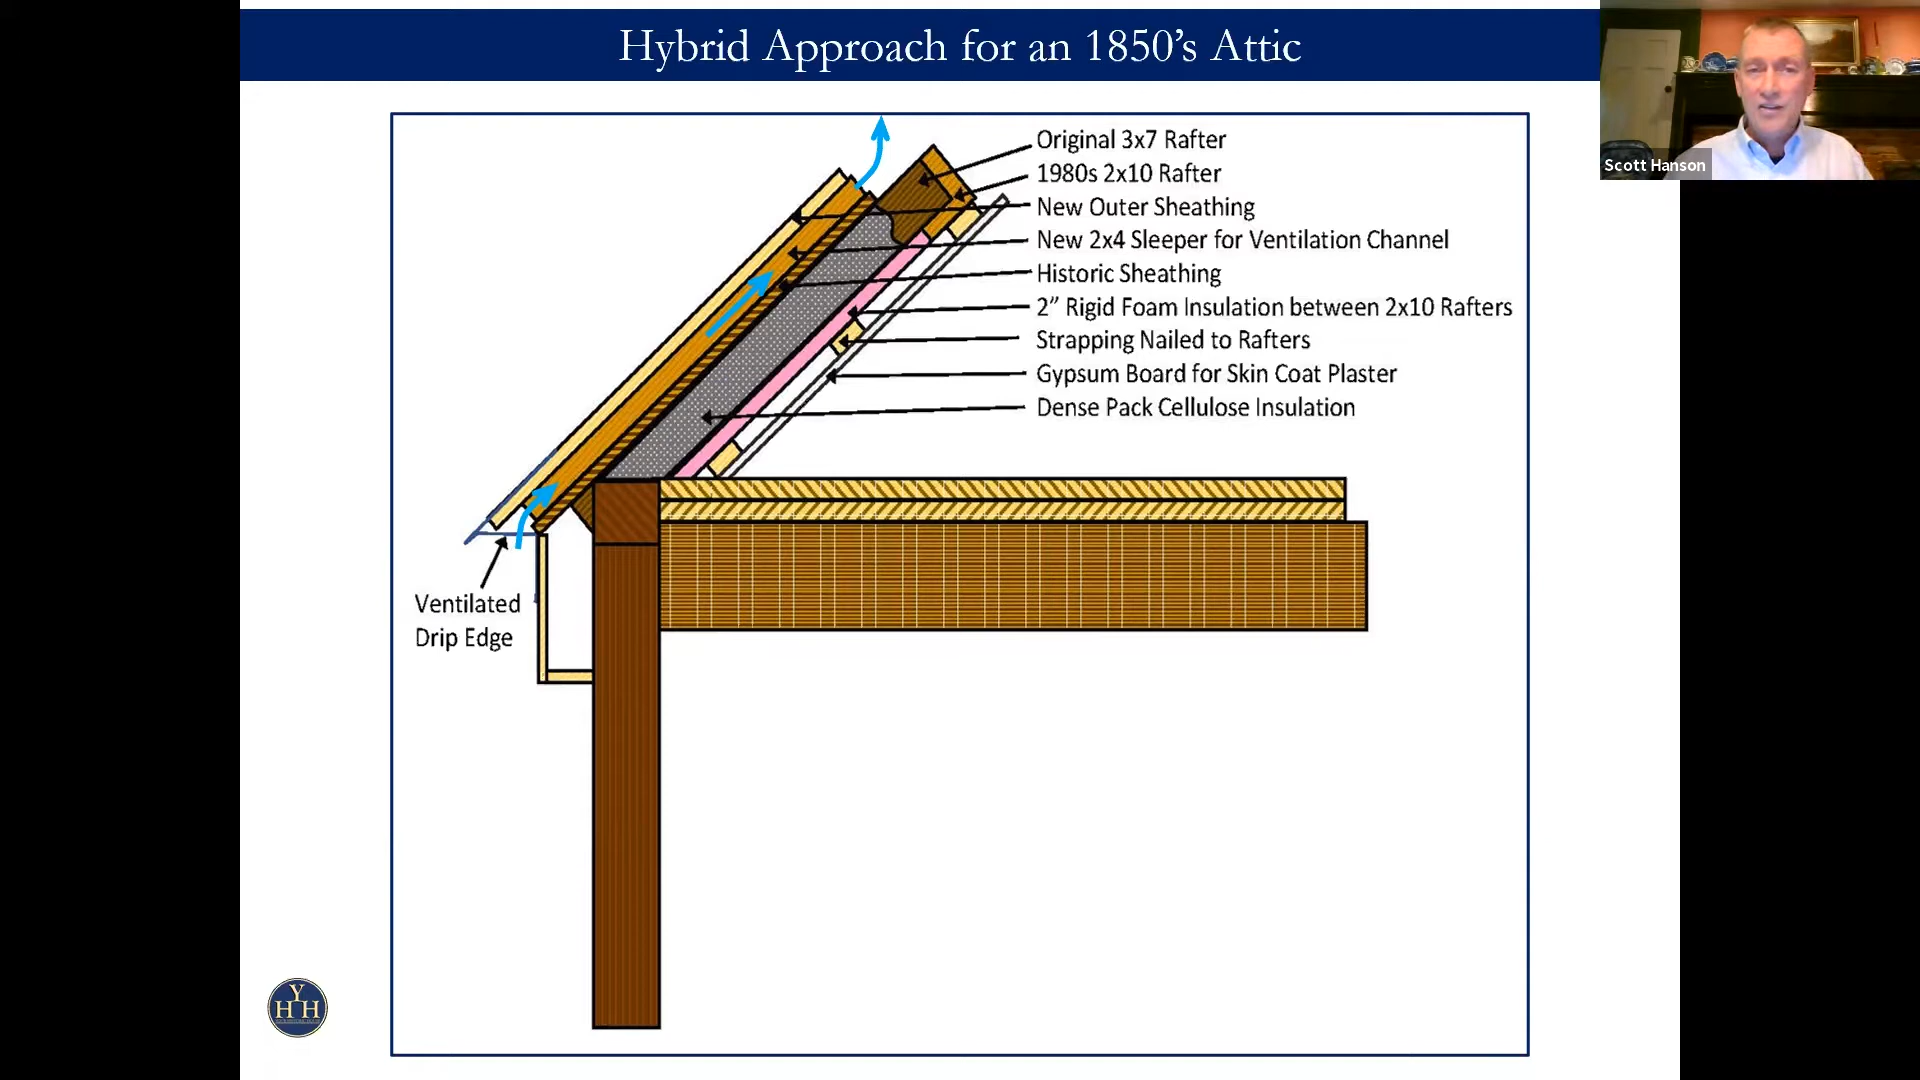 Hybrid Approach for an 1850’s Attic
Scott Hanson
Original 3x7 Rafter
1980s 2x10 Rafter
New Outer Sheathing
New 2x4 Sleeper for Ventilation Channel
Historic Sheathing
2” Rigid Foam Insulation between 2x10 Rafters
Strapping Nailed to Rafters
Gypsum Board for Skin Coat Plaster
Dense Pack Cellulose Insulation
Ventilated
Drip Edge
Y
H H